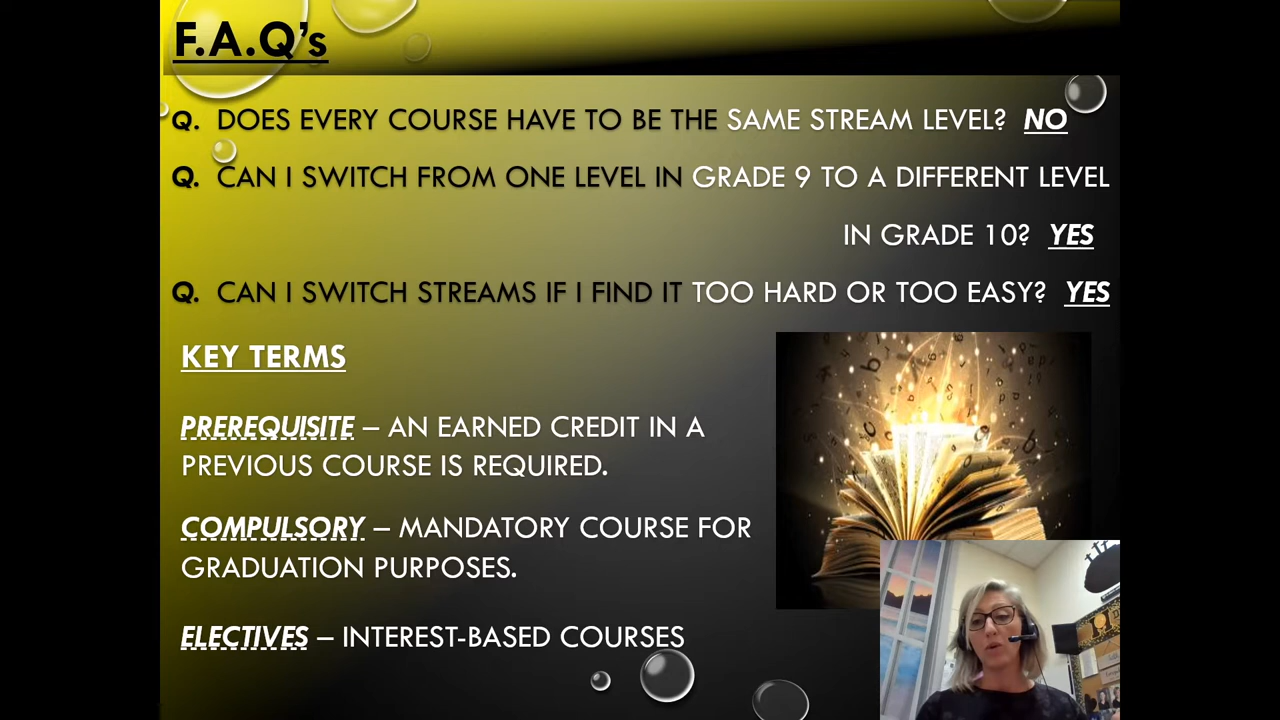 F.A.Q's
Q. DOES EVERY COURSE HAVE TO BE THE SAME STREAM LEVEL? NO
Q. CAN I SWITCH FROM ONE LEVEL IN GRADE 9 TO A DIFFERENT LEVEL
IN GRADE 10? YES
Q. CAN I SWITCH STREAMS IF I FIND IT TOO HARD OR TOO EASY? YES
KEY TERMS
PREREQUISITE – AN EARNED CREDIT IN A
PREVIOUS COURSE IS REQUIRED.
COMPULSORY – MANDATORY COURSE FOR
GRADUATION PURPOSES.
ELECTIVES – INTEREST-BASED COURSES